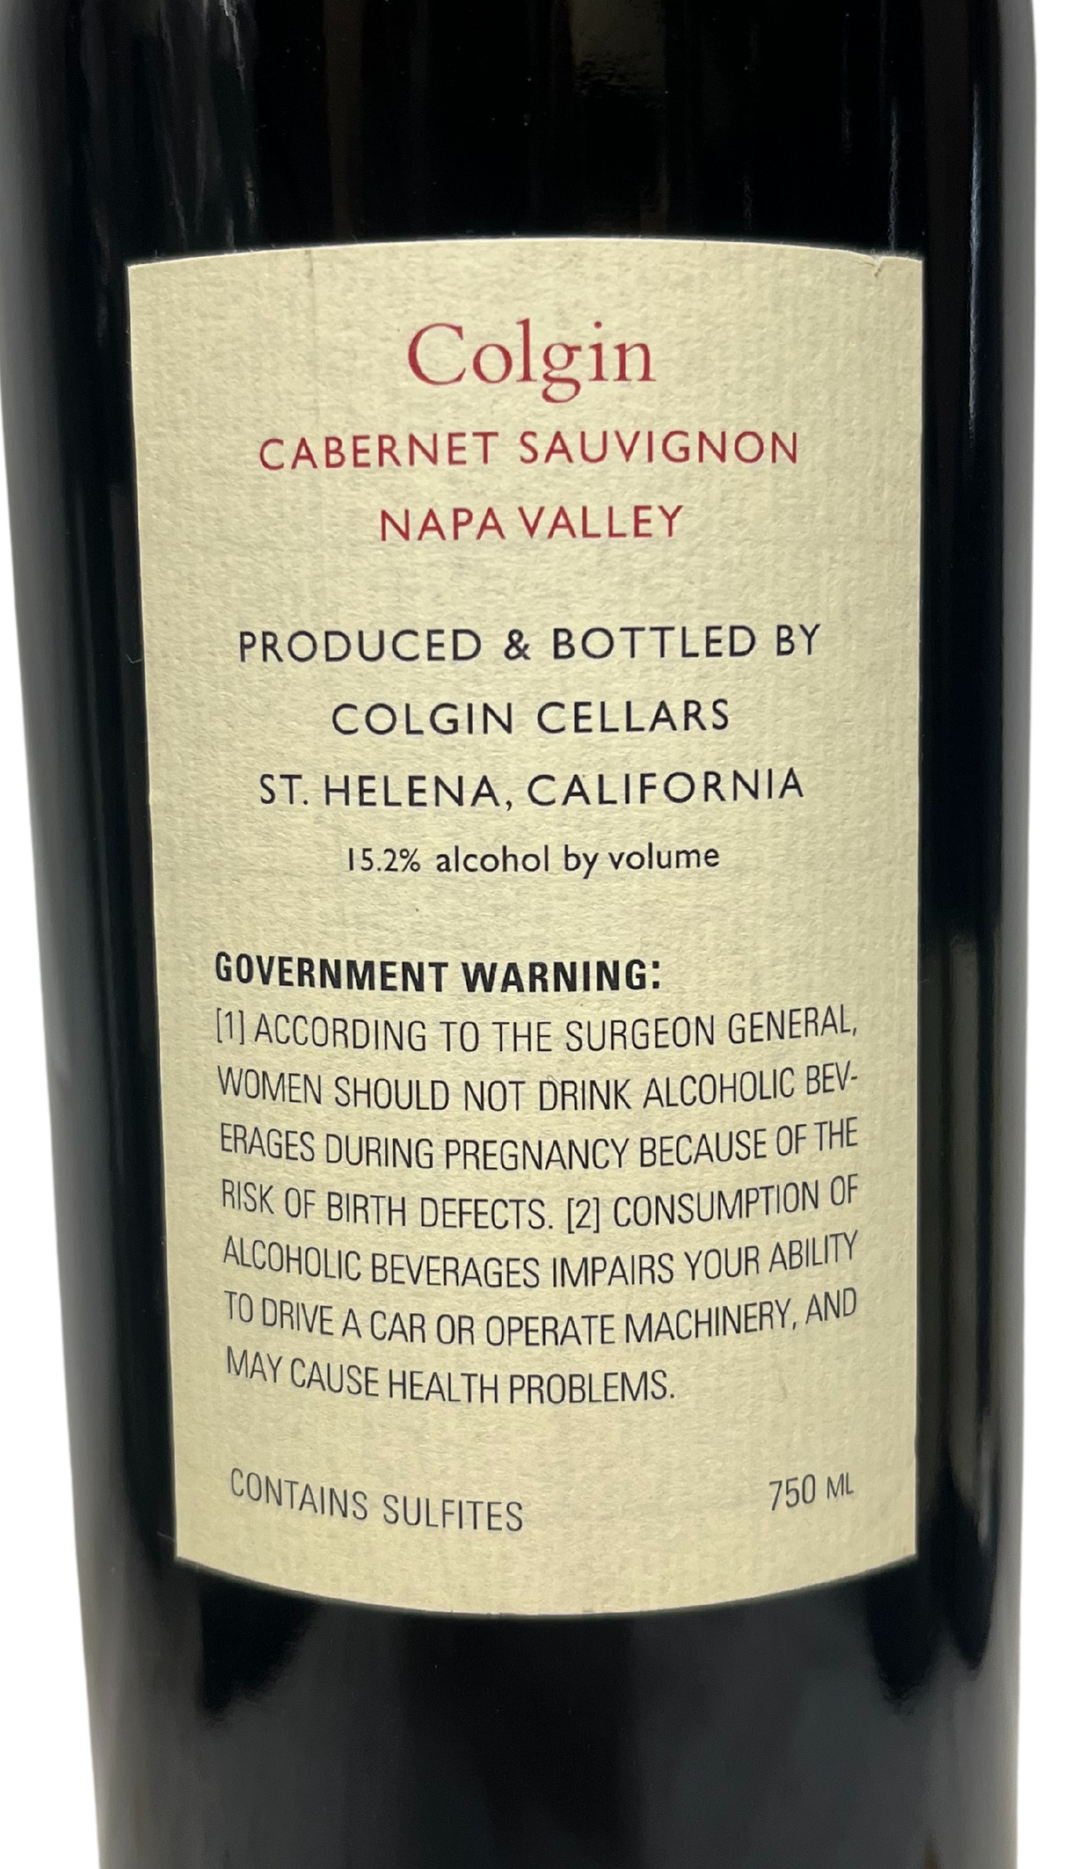 Colgin
CABERNET SAUVIGNON
NAPA VALLEY
PRODUCED & BOTTLED BY
COLGIN CELLARS
ST. HELENA, CALIFORNIA
15.2% alcohol by volume
GOVERNMENT WARNING:
[1] ACCORDING TO THE SURGEON GENERAL,
WOMEN SHOULD NOT DRINK ALCOHOLIC BEV-
ERAGES DURING PREGNANCY BECAUSE OF THE
RISK OF BIRTH DEFECTS. [2] CONSUMPTION OF
ALCOHOLIC BEVERAGES IMPAIRS YOUR ABILITY
TO DRIVE A CAR OR OPERATE MACHINERY, AND
MAY CAUSE HEALTH PROBLEMS.
CONTAINS SULFITES 750 ML